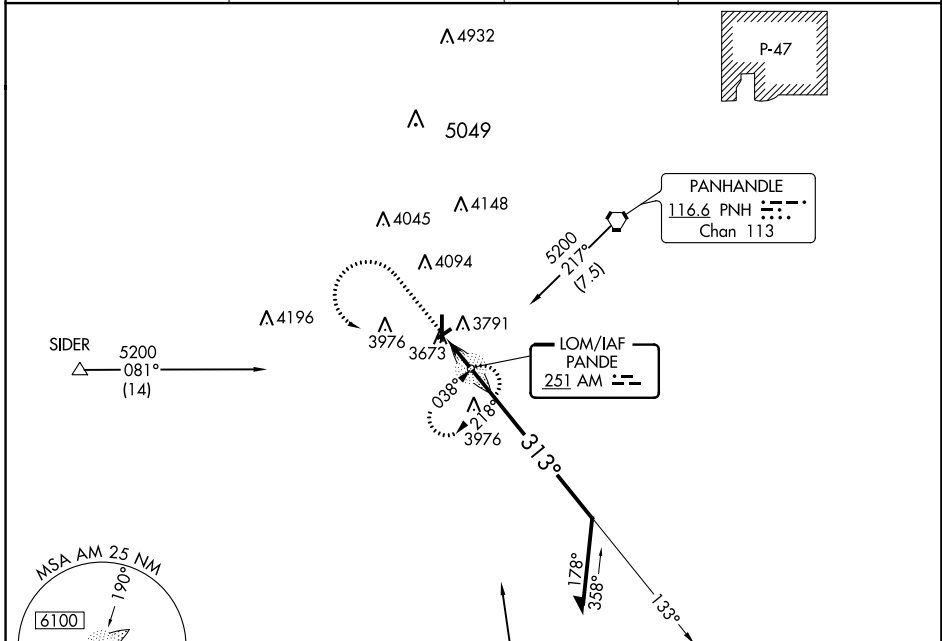 4932
P-47
5049
PANHANDLE
116.6 PNH
Chan 113
4148
4045
5200
217°
(7.5)
4094
4196
3976
3791
3673
SIDER
5200
081°
(14)
LOM/IAF
PANDE
251 AM
038°
218°
3976
313°
MSA AM 25 NM
190°
6100
178°
358°
133°